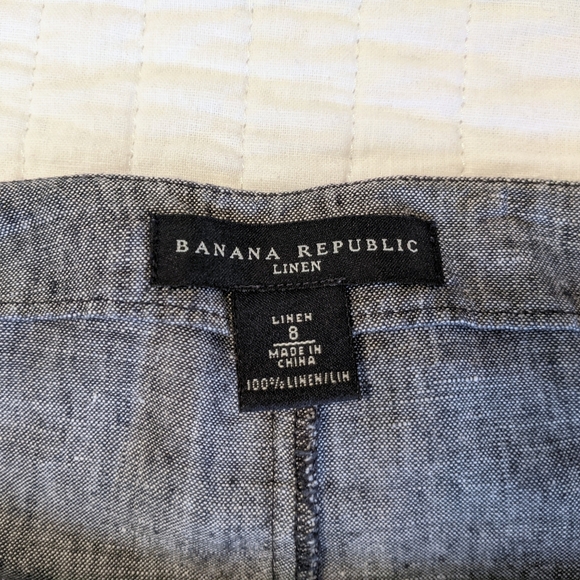 BANANA REPUBLIC
LINEN
LINEN
8
MADE IN
CHINA
100% LINEN/LIN